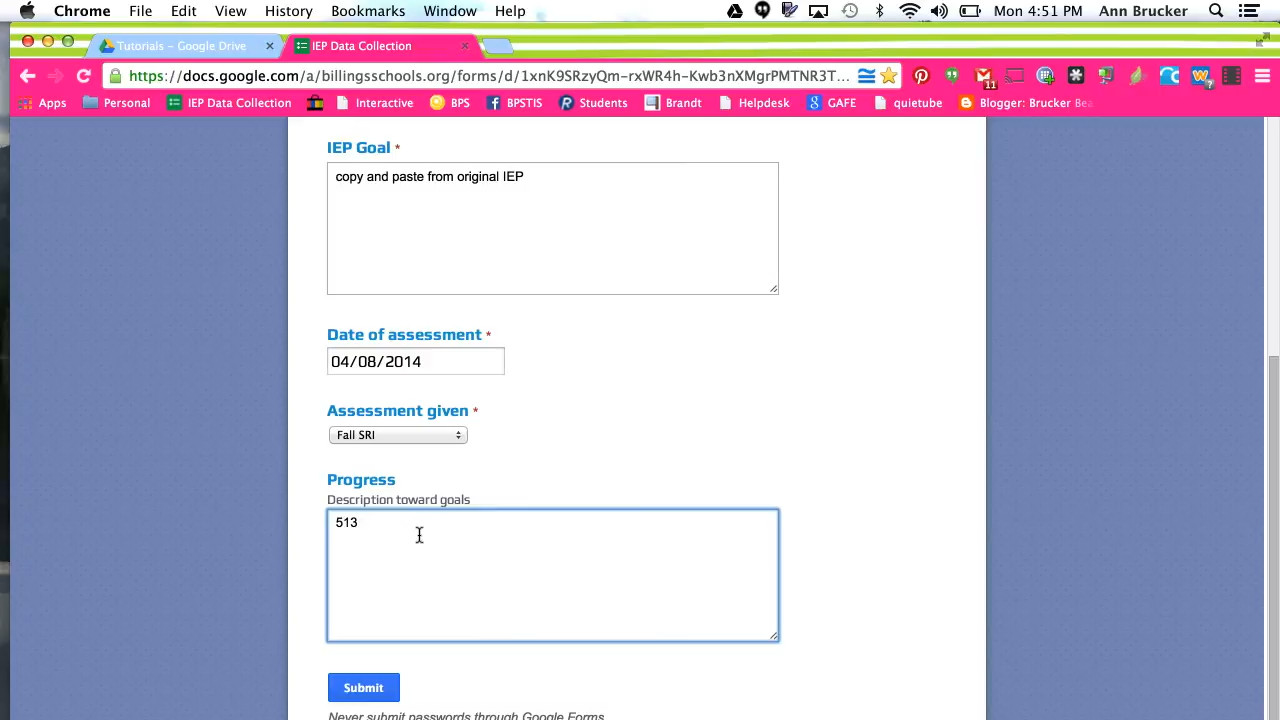 Chrome File Edit View History Bookmarks Window Help Mon 4:51 PM Ann Brucker
Tutorials - Google Drive IEP Data Collection
https://docs.google.com/a/billingsschools.org/forms/d/1xnK9SRzyQm-rxWR4h-Kwb3nXMgrPMTNR3T... 11
Apps Personal IEP Data Collection Interactive BPS BPSTIS Students Brandt Helpdesk GAFE quietube Blogger: Brucker Bea
IEP Goal *
copy and paste from original IEP
Date of assessment *
04/08/2014
Assessment given *
Fall SRI
Progress
Description toward goals
513
Submit
Never submit passwords through Google Forms.